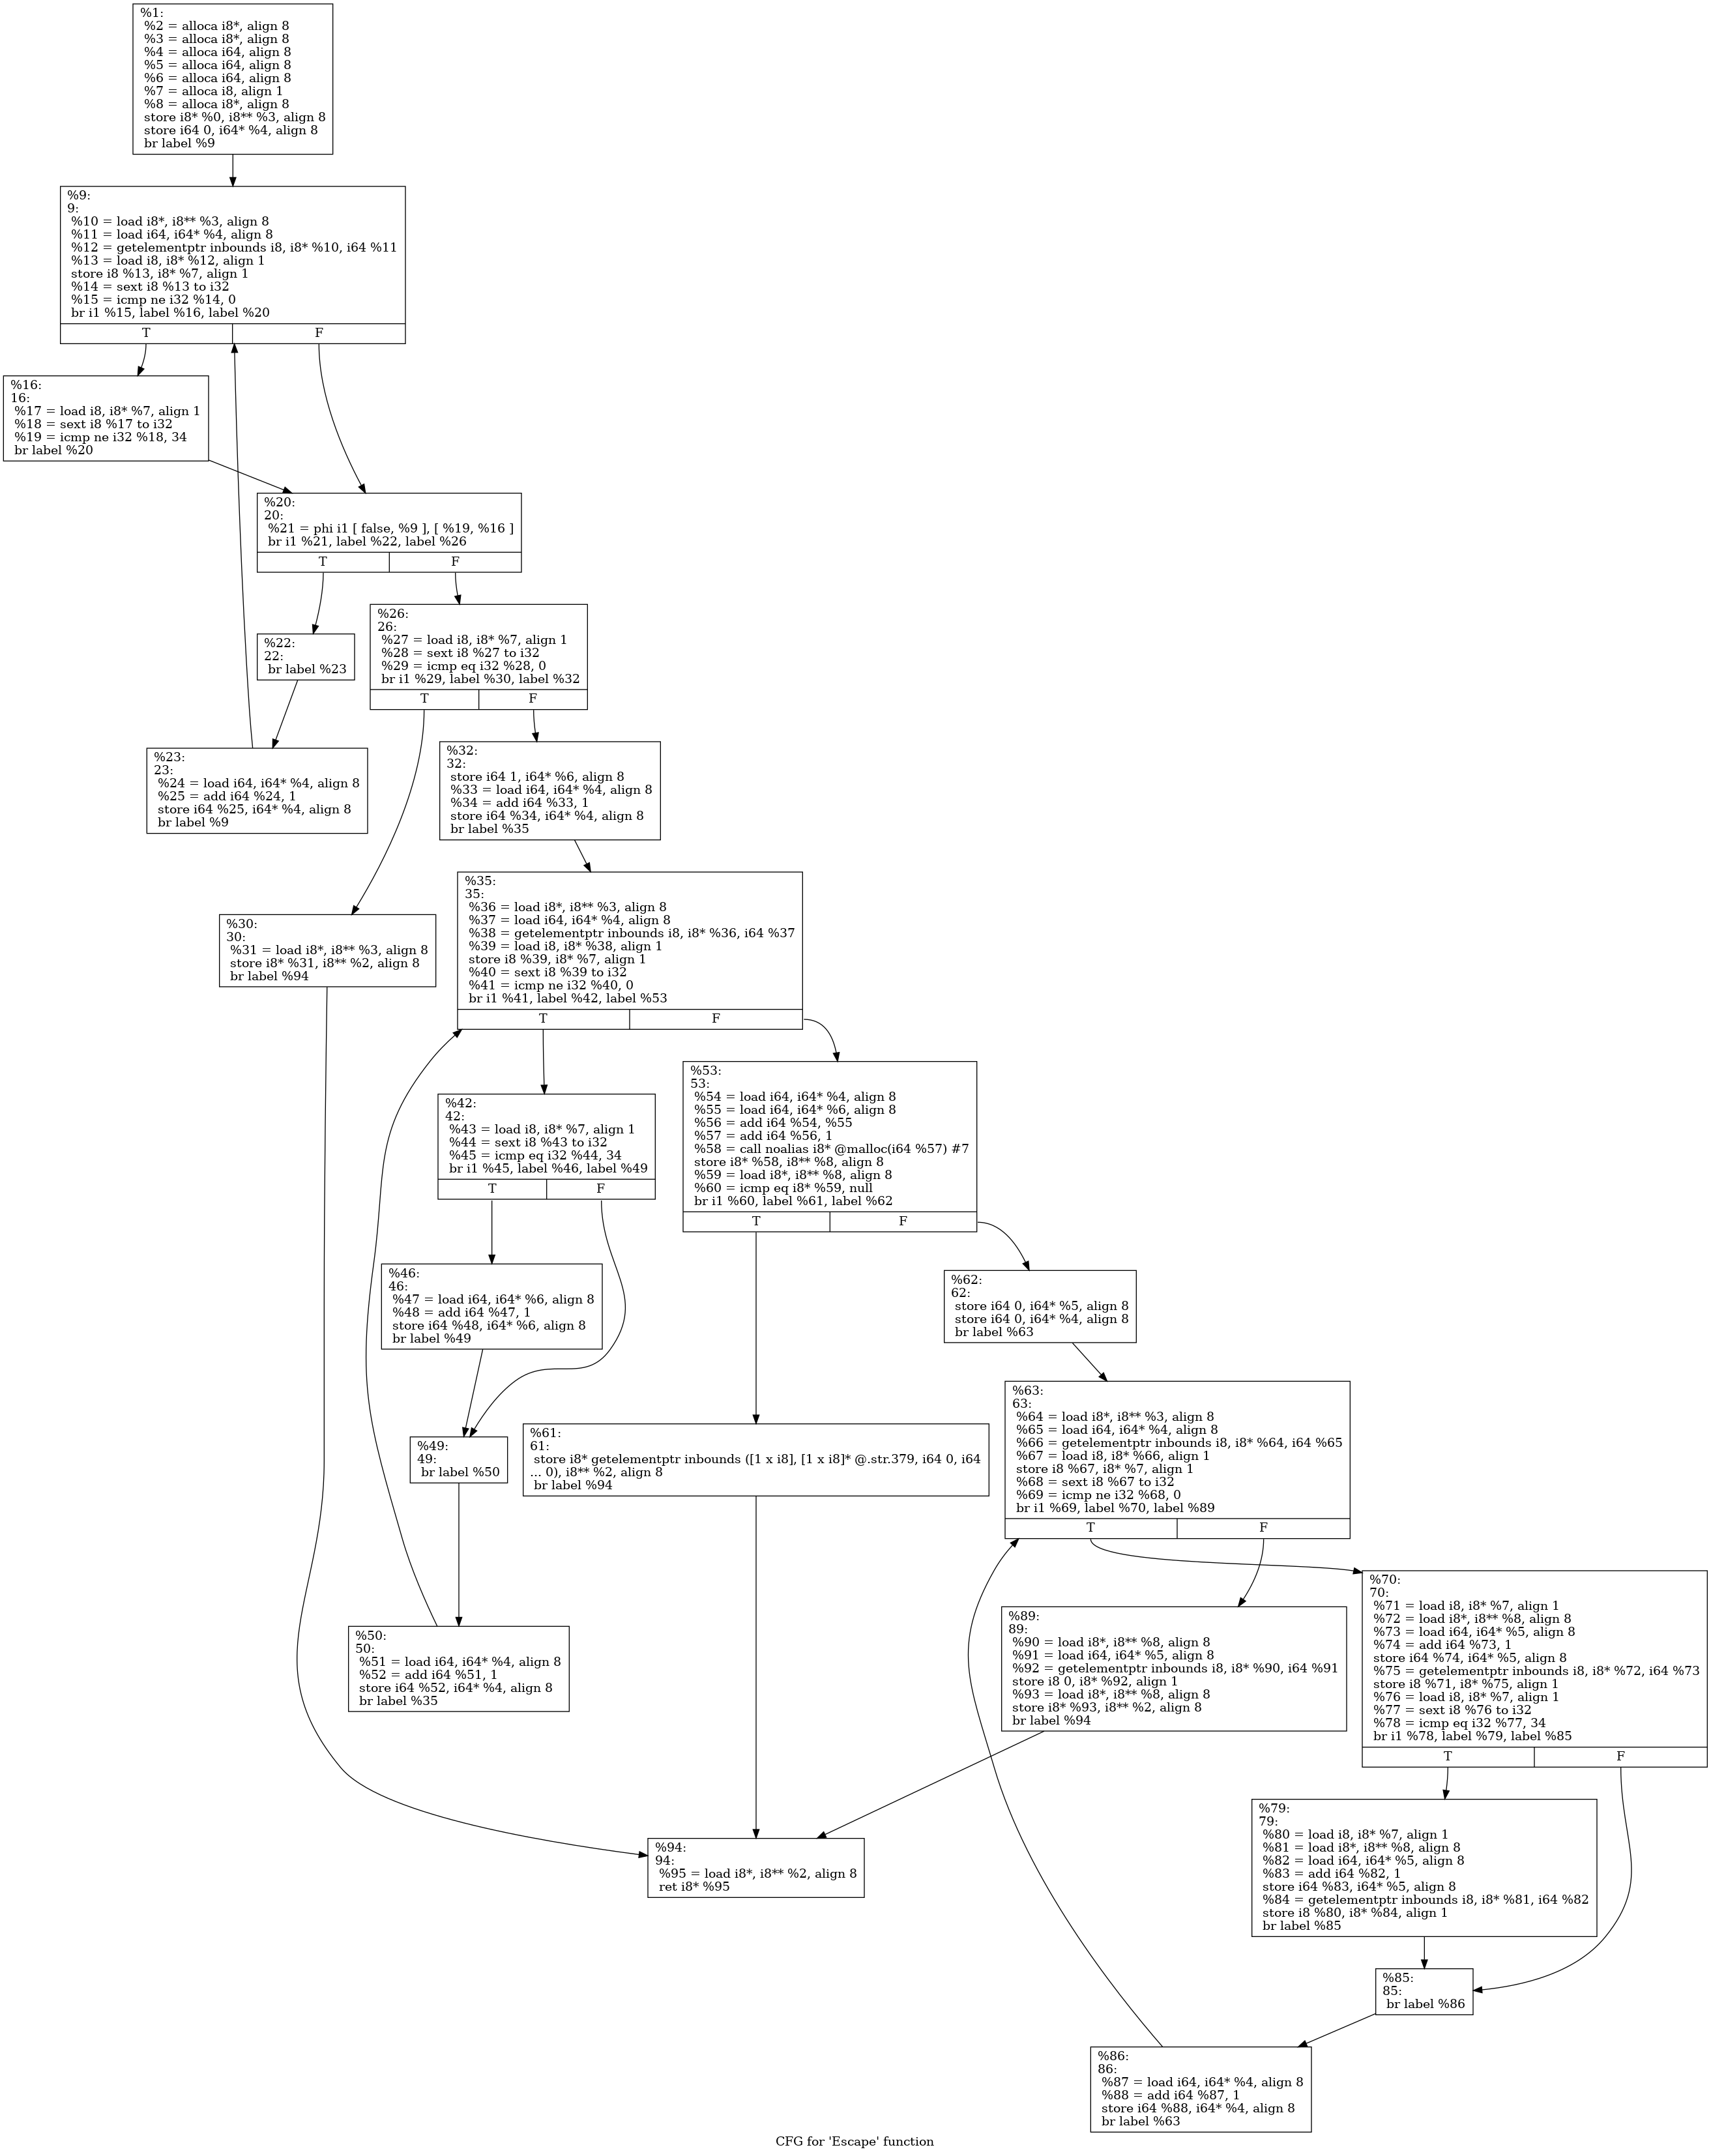 %1:
%2 = alloca i8*, align 8
%3 = alloca i8*, align 8
%4 = alloca i64, align 8
%5 = alloca i64, align 8
%6 = alloca i64, align 8
%7 = alloca i8, align 1
%8 = alloca i8*, align 8
store i8* %0, i8** %3, align 8
store i64 0, i64* %4, align 8
br label %9
%9:
9:
%10 = load i8*, i8** %3, align 8
%11 = load i64, i64* %4, align 8
%12 = getelementptr inbounds i8, i8* %10, i64 %11
%13 = load i8, i8* %12, align 1
store i8 %13, i8* %7, align 1
%14 = sext i8 %13 to i32
%15 = icmp ne i32 %14, 0
br i1 %15, label %16, label %20
T F
%16:
16:
%17 = load i8, i8* %7, align 1
%18 = sext i8 %17 to i32
%19 = icmp ne i32 %18, 34
br label %20
%20:
20:
%21 = phi i1 [ false, %9 ], [ %19, %16 ]
br i1 %21, label %22, label %26
T F
%22:
22:
br label %23
%26:
26:
%27 = load i8, i8* %7, align 1
%28 = sext i8 %27 to i32
%29 = icmp eq i32 %28, 0
br i1 %29, label %30, label %32
T F
%23:
23:
%24 = load i64, i64* %4, align 8
%25 = add i64 %24, 1
store i64 %25, i64* %4, align 8
br label %9
%32:
32:
store i64 1, i64* %6, align 8
%33 = load i64, i64* %4, align 8
%34 = add i64 %33, 1
store i64 %34, i64* %4, align 8
br label %35
%30:
30:
%31 = load i8*, i8** %3, align 8
store i8* %31, i8** %2, align 8
br label %94
%35:
35:
%36 = load i8*, i8** %3, align 8
%37 = load i64, i64* %4, align 8
%38 = getelementptr inbounds i8, i8* %36, i64 %37
%39 = load i8, i8* %38, align 1
store i8 %39, i8* %7, align 1
%40 = sext i8 %39 to i32
%41 = icmp ne i32 %40, 0
br i1 %41, label %42, label %53
T F
%42:
42:
%43 = load i8, i8* %7, align 1
%44 = sext i8 %43 to i32
%45 = icmp eq i32 %44, 34
br i1 %45, label %46, label %49
T F
%53:
53:
%54 = load i64, i64* %4, align 8
%55 = load i64, i64* %6, align 8
%56 = add i64 %54, %55
%57 = add i64 %56, 1
%58 = call noalias i8* @malloc(i64 %57) #7
store i8* %58, i8** %8, align 8
%59 = load i8*, i8** %8, align 8
%60 = icmp eq i8* %59, null
br i1 %60, label %61, label %62
T F
%46:
46:
%47 = load i64, i64* %6, align 8
%48 = add i64 %47, 1
store i64 %48, i64* %6, align 8
br label %49
%62:
62:
store i64 0, i64* %5, align 8
store i64 0, i64* %4, align 8
br label %63
%49:
49:
br label %50
%61:
61:
store i8* getelementptr inbounds ([1 x i8], [1 x i8]* @.str.379, i64 0, i64
... 0), i8** %2, align 8
br label %94
%63:
63:
%64 = load i8*, i8** %3, align 8
%65 = load i64, i64* %4, align 8
%66 = getelementptr inbounds i8, i8* %64, i64 %65
%67 = load i8, i8* %66, align 1
store i8 %67, i8* %7, align 1
%68 = sext i8 %67 to i32
%69 = icmp ne i32 %68, 0
br i1 %69, label %70, label %89
T F
%50:
50:
%51 = load i64, i64* %4, align 8
%52 = add i64 %51, 1
store i64 %52, i64* %4, align 8
br label %35
%89:
89:
%90 = load i8*, i8** %8, align 8
%91 = load i64, i64* %5, align 8
%92 = getelementptr inbounds i8, i8* %90, i64 %91
store i8 0, i8* %92, align 1
%93 = load i8*, i8** %8, align 8
store i8* %93, i8** %2, align 8
br label %94
%70:
70:
%71 = load i8, i8* %7, align 1
%72 = load i8*, i8** %8, align 8
%73 = load i64, i64* %5, align 8
%74 = add i64 %73, 1
store i64 %74, i64* %5, align 8
%75 = getelementptr inbounds i8, i8* %72, i64 %73
store i8 %71, i8* %75, align 1
%76 = load i8, i8* %7, align 1
%77 = sext i8 %76 to i32
%78 = icmp eq i32 %77, 34
br i1 %78, label %79, label %85
T F
%94:
94:
%95 = load i8*, i8** %2, align 8
ret i8* %95
%79:
79:
%80 = load i8, i8* %7, align 1
%81 = load i8*, i8** %8, align 8
%82 = load i64, i64* %5, align 8
%83 = add i64 %82, 1
store i64 %83, i64* %5, align 8
%84 = getelementptr inbounds i8, i8* %81, i64 %82
store i8 %80, i8* %84, align 1
br label %85
%85:
85:
br label %86
%86:
86:
%87 = load i64, i64* %4, align 8
%88 = add i64 %87, 1
store i64 %88, i64* %4, align 8
br label %63
CFG for 'Escape' function